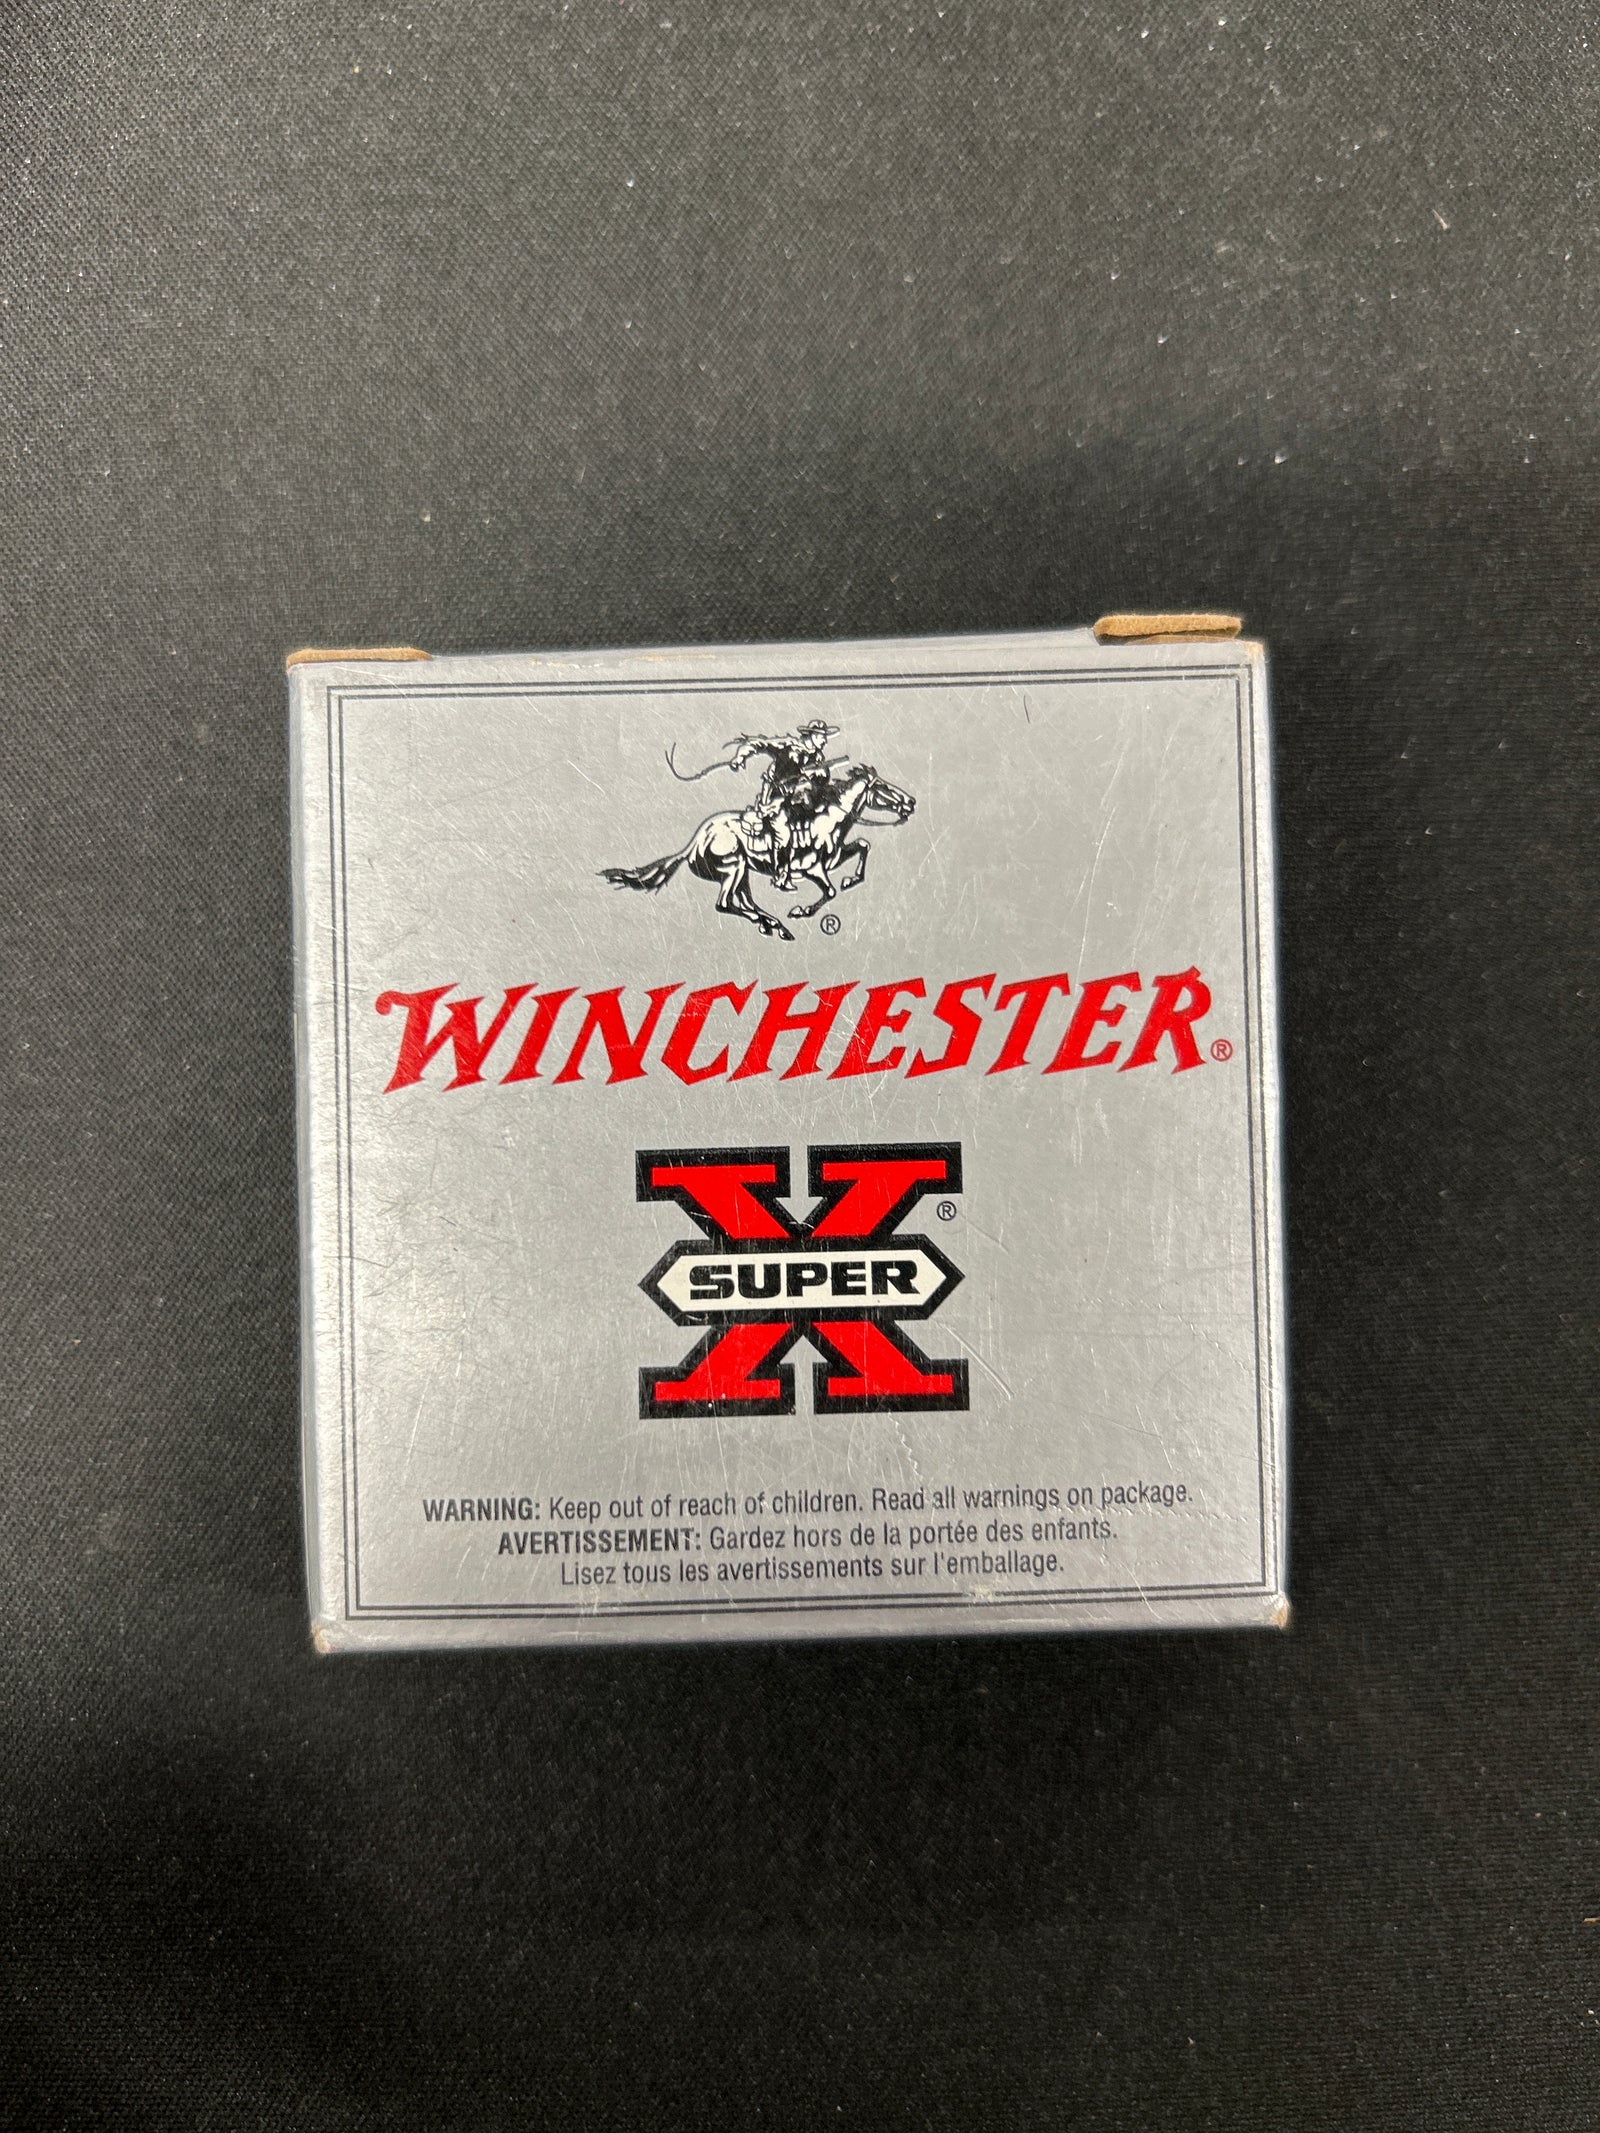 ®
WINCHESTER®
X®
SUPER
WARNING: Keep out of reach of children. Read all warnings on package.
AVERTISSEMENT: Gardez hors de la portée des enfants.
Lisez tous les avertissements sur l'emballage.